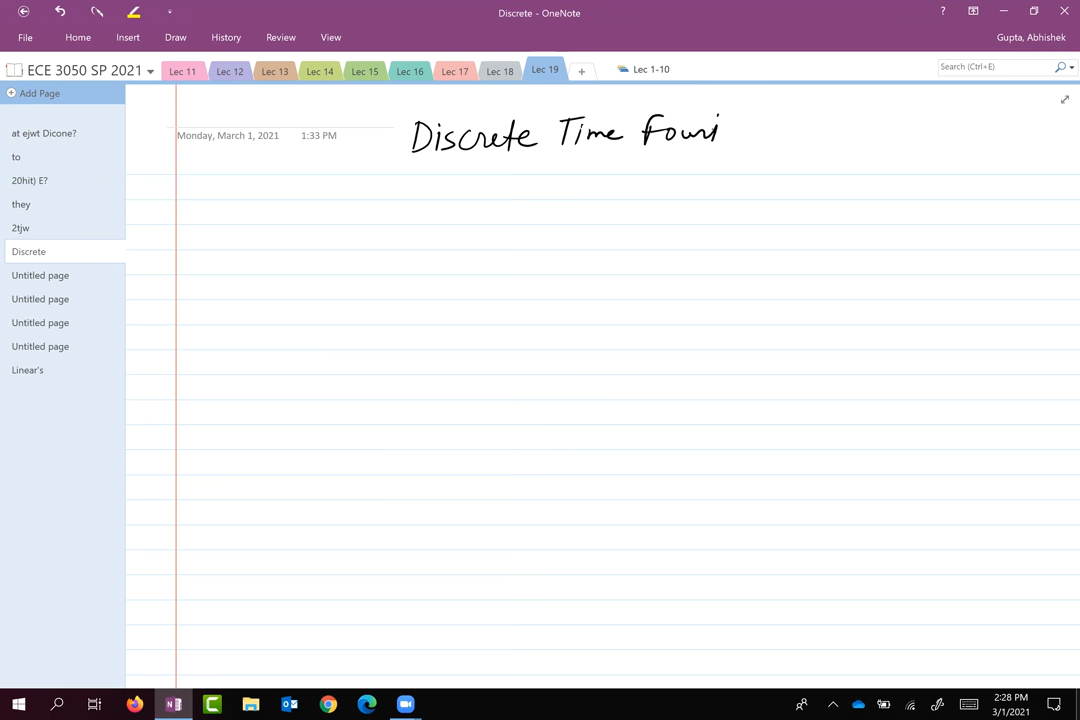 Discrete - OneNote
Gupta, Abhishek
File Home Insert Draw History Review View
ECE 3050 SP 2021 Lec 11 Lec 12 Lec 13 Lec 14 Lec 15 Lec 16 Lec 17 Lec 18 Lec 19 + Lec 1-10 Search (Ctrl+E)
Add Page
Discrete Time Fouri
Monday, March 1, 2021 1:33 PM
at ejwt Dicone?
to
20hit) E?
they
2tjw
Discrete
Untitled page
Untitled page
Untitled page
Untitled page
Linear's
2:28 PM
3/1/2021